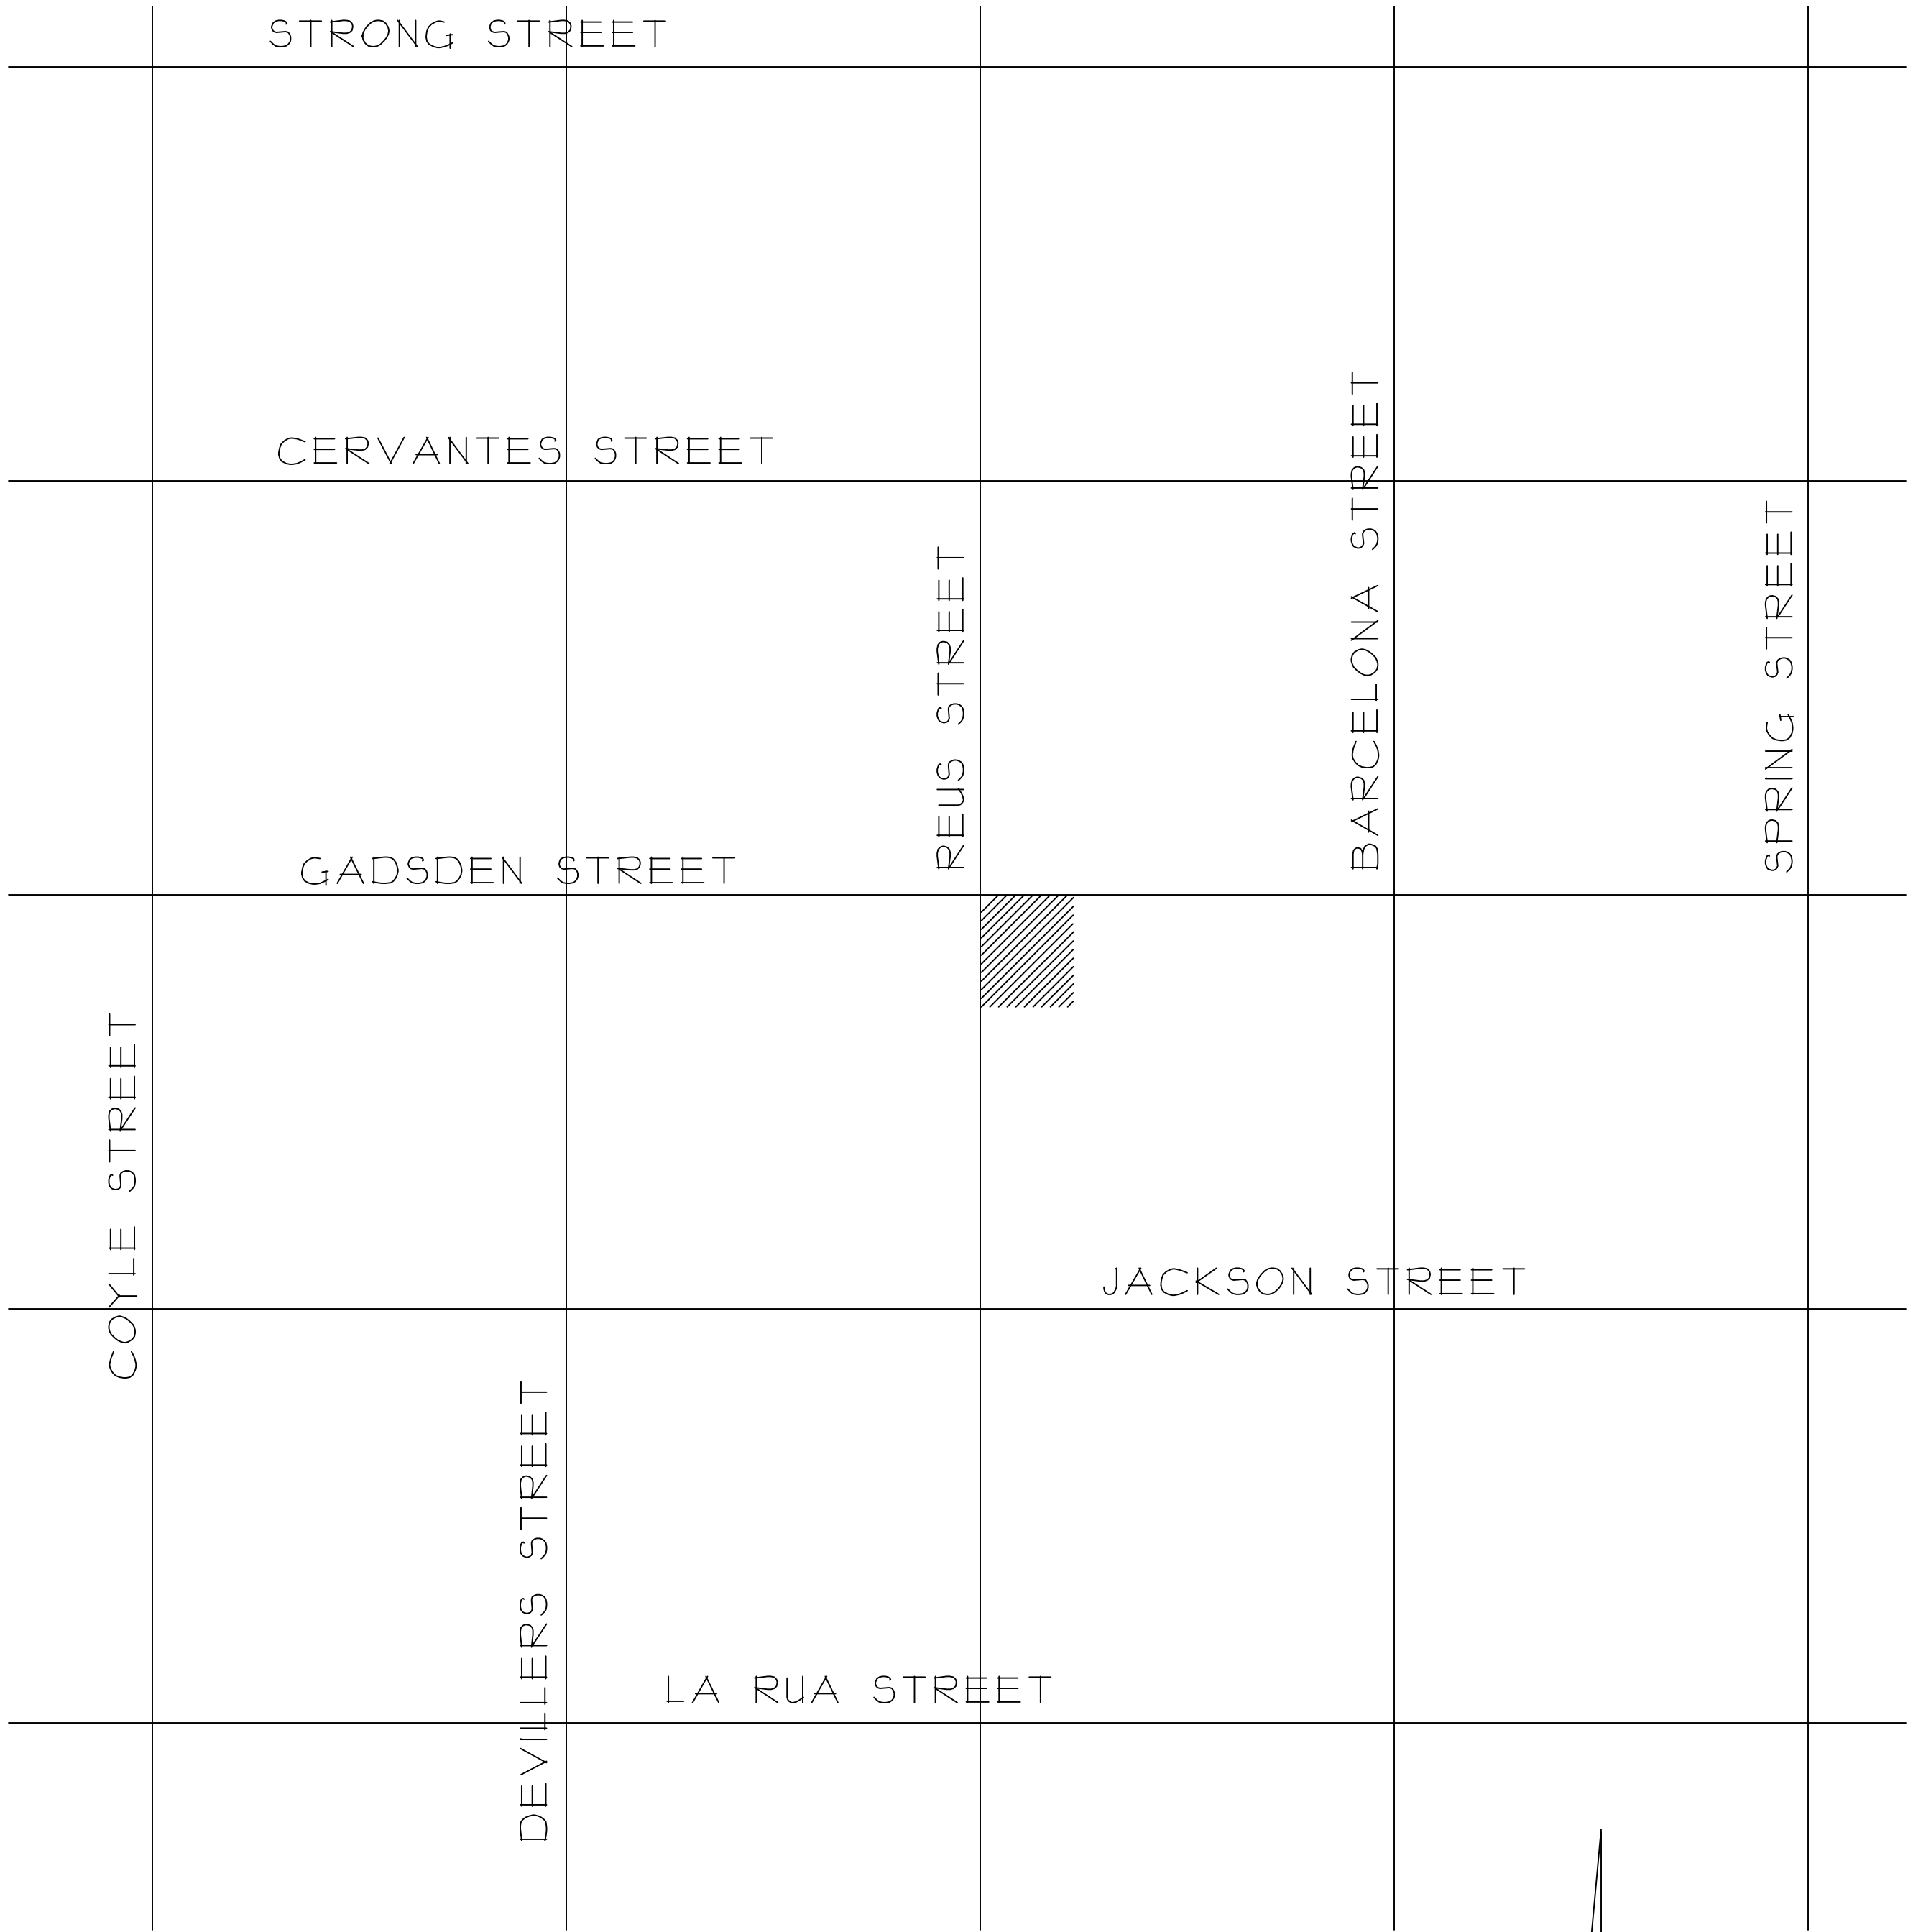 STRONG STREET
CERVANTES STREET
BARCELONA STREET
SPRING STREET
REUS STREET
GADSDEN STREET
COYLE STREET
JACKSON STREET
DEVILLERS STREET
LA RUA STREET